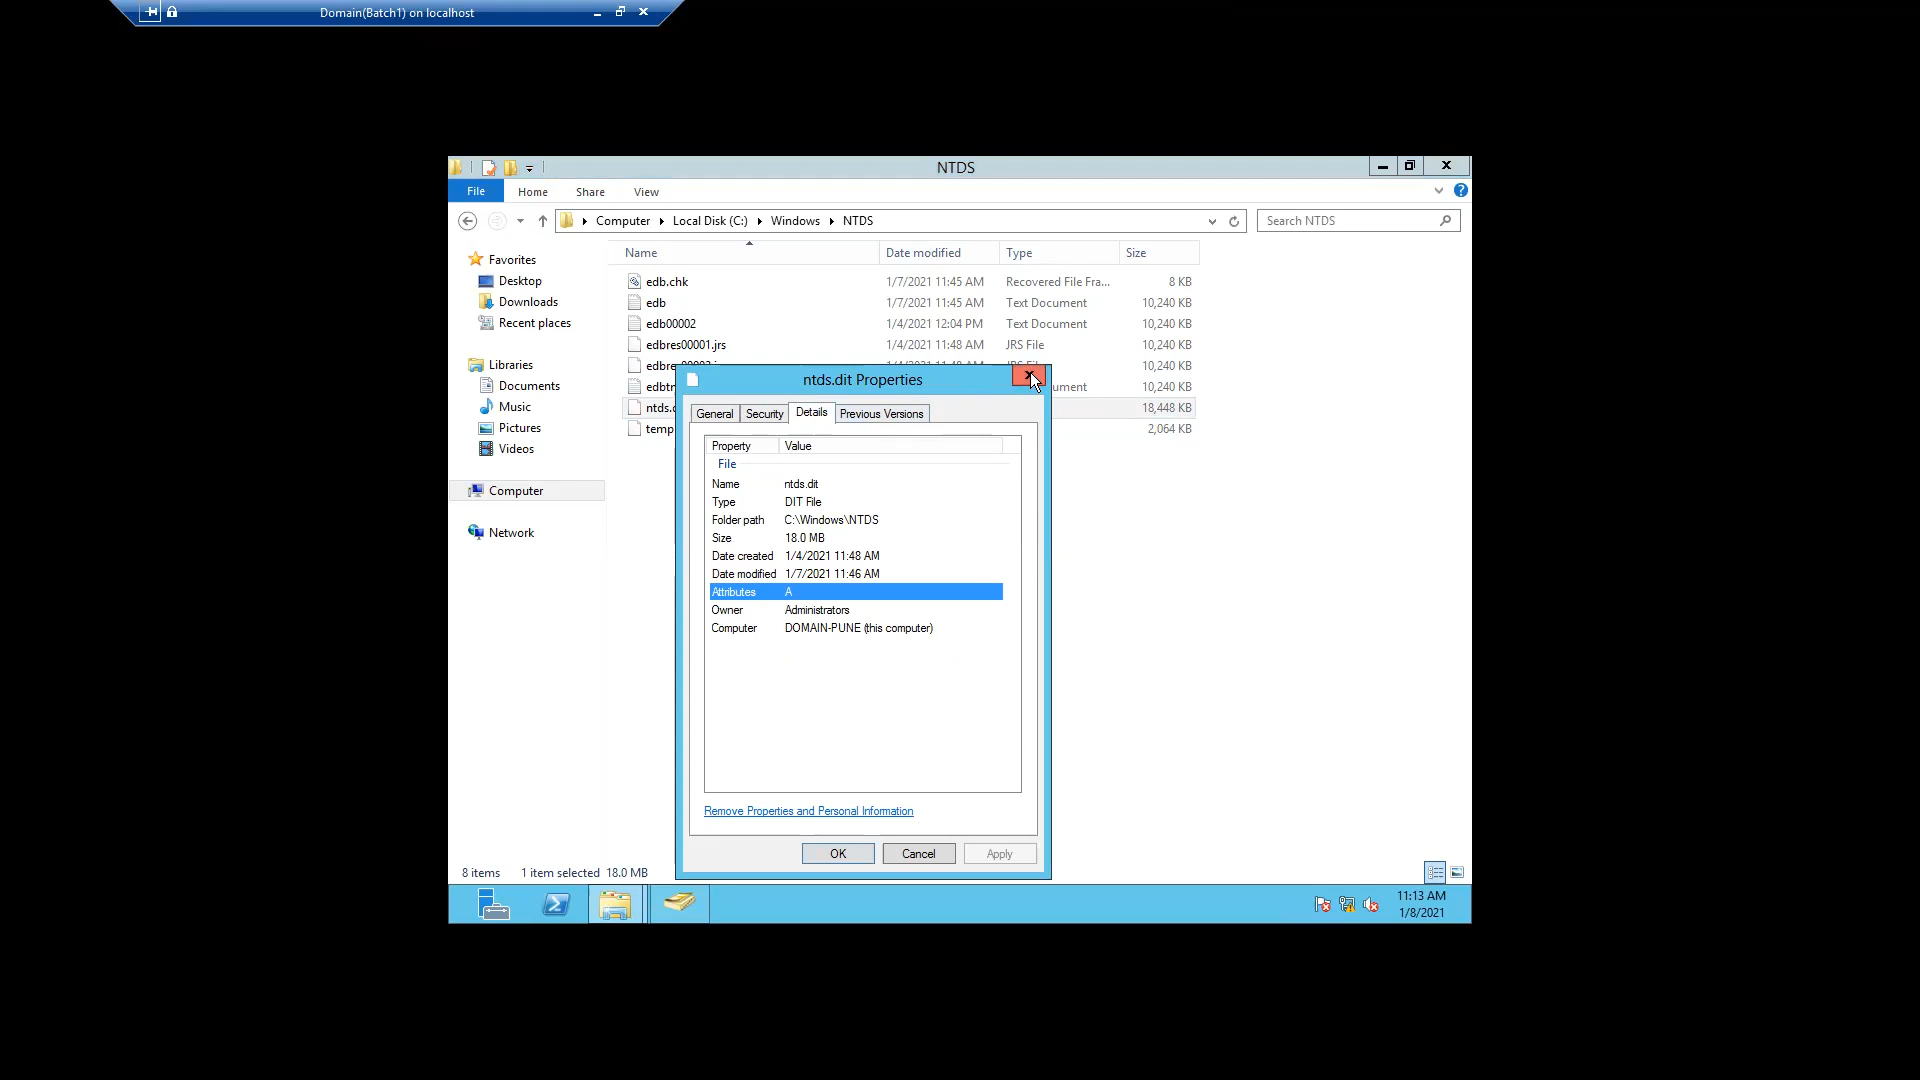 Domain(Batch1) on localhost
NTDS
File Home Share View
Computer Local Disk (C:) Windows NTDS
Search NTDS
Name Date modified Type Size
Favorites
Desktop
Downloads
Recent places
Libraries
Documents
Music
Pictures
Videos
Computer
Network
edb.chk 1/7/2021 11:45 AM Recovered File Fra... 8 KB
edb 1/7/2021 11:45 AM Text Document 10,240 KB
edb00002 1/4/2021 12:04 PM Text Document 10,240 KB
edbres00001.jrs 1/4/2021 11:48 AM JRS File 10,240 KB
10,240 KB
10,240 KB
18,448 KB
temp 2,064 KB
ntds.dit Properties
General Security Details Previous Versions
Property Value
File
Name ntds.dit
Type DIT File
Folder path C:\Windows\NTDS
Size 18.0 MB
Date created 1/4/2021 11:48 AM
Date modified 1/7/2021 11:46 AM
Attributes A
Owner Administrators
Computer DOMAIN-PUNE (this computer)
Remove Properties and Personal Information
OK Cancel Apply
8 items 1 item selected 18.0 MB
11:13 AM
1/8/2021